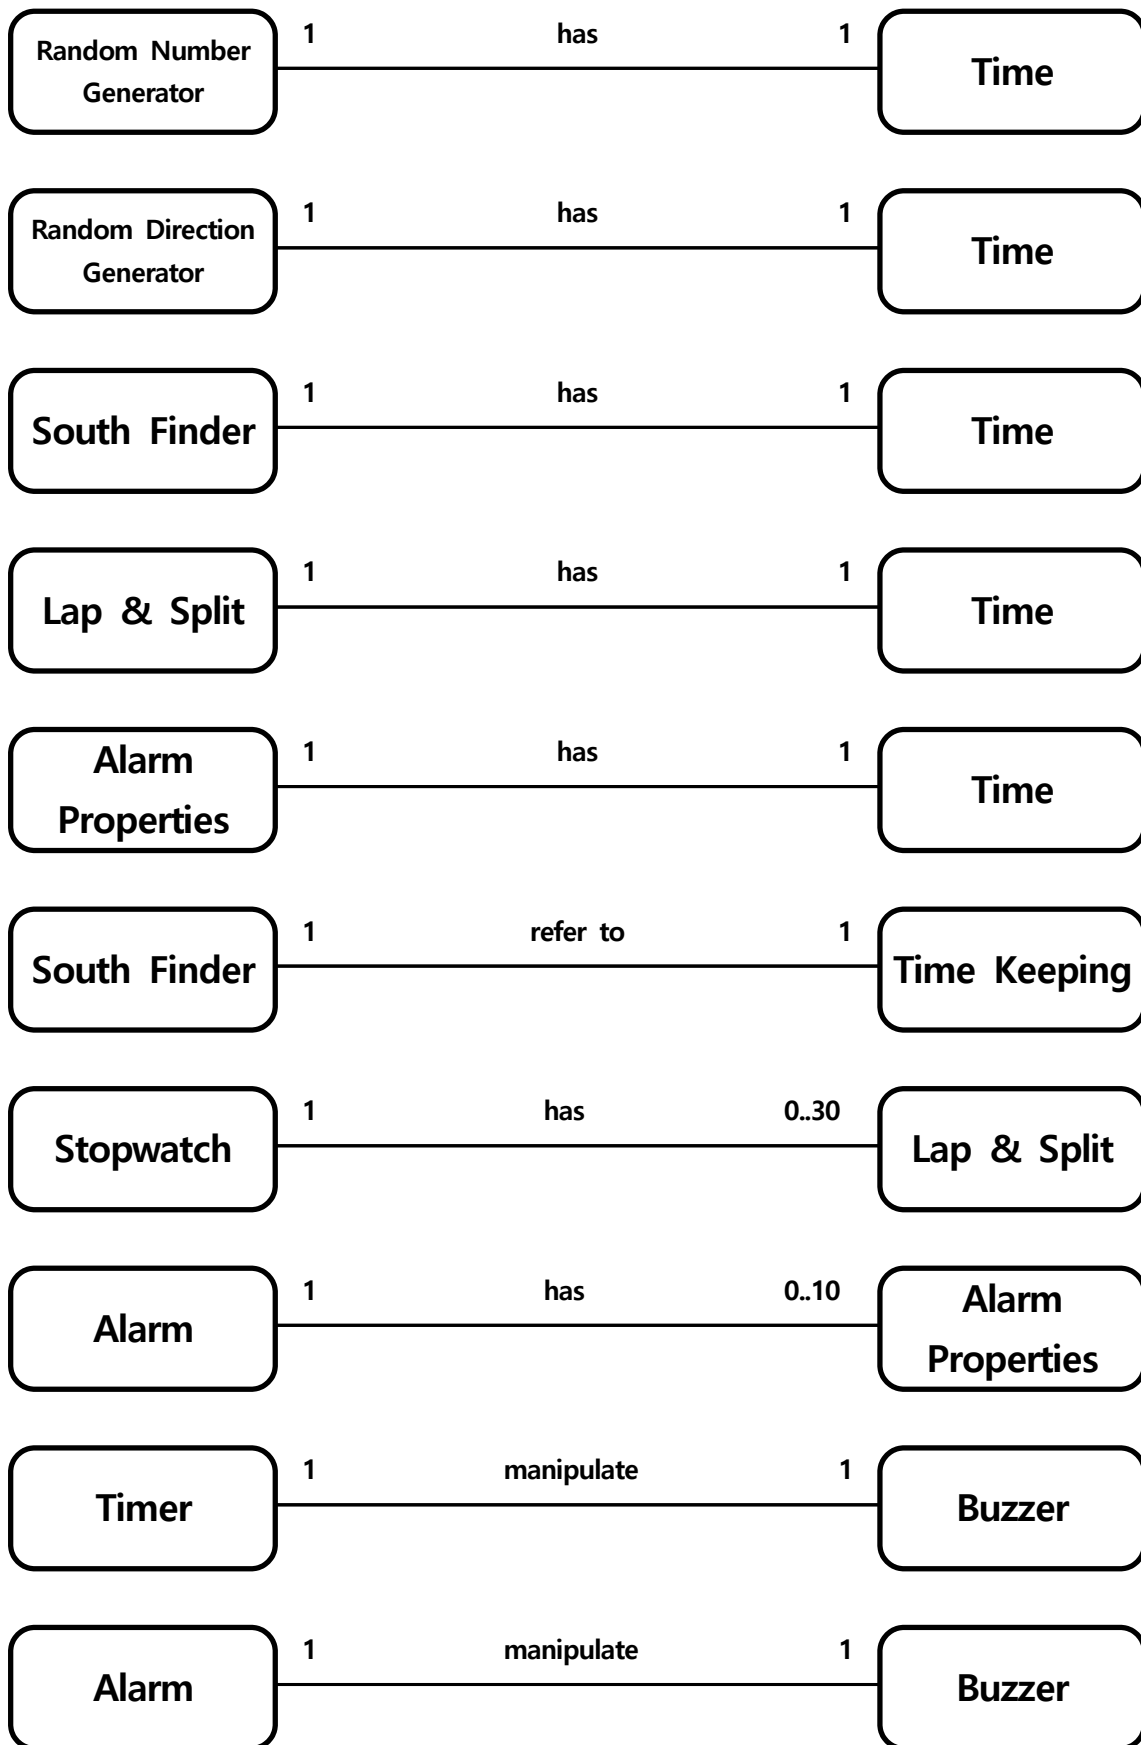 Random Number
Generator
1 has 1
Time
Random Direction
Generator
1 has 1
Time
South Finder
1 has 1
Time
Lap & Split
1 has 1
Time
Alarm
Properties
1 has 1
Time
South Finder
1 refer to 1
Time Keeping
Stopwatch
1 has 0..30
Lap & Split
Alarm
1 has 0..10
Alarm
Properties
Timer
1 manipulate 1
Buzzer
Alarm
1 manipulate 1
Buzzer